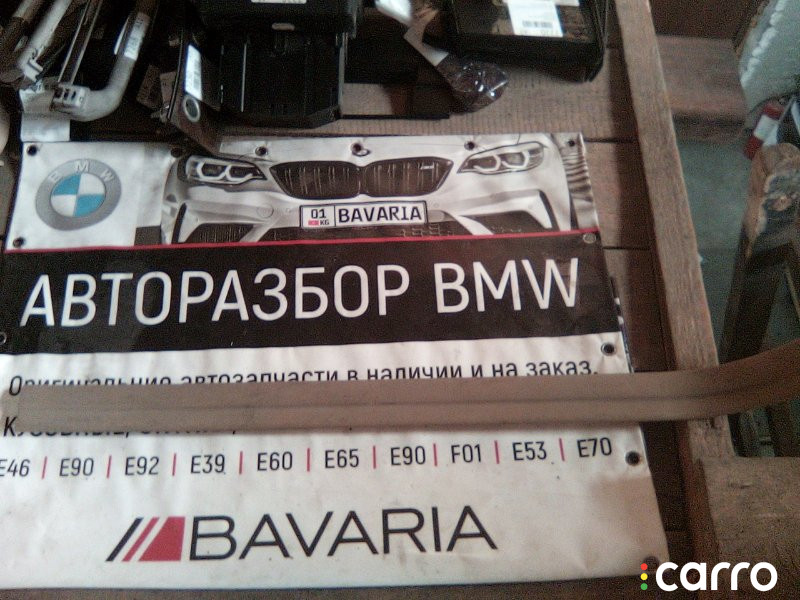 BMW
01 KG BAVARIA
АВТОРАЗБОР BMW
Оригинальние автозапчасти в наличии и на заказ.
E46 | E90 | E92 | E39 | E60 | E65 | E90 | F01 | E53 | E70
BAVARIA
carro